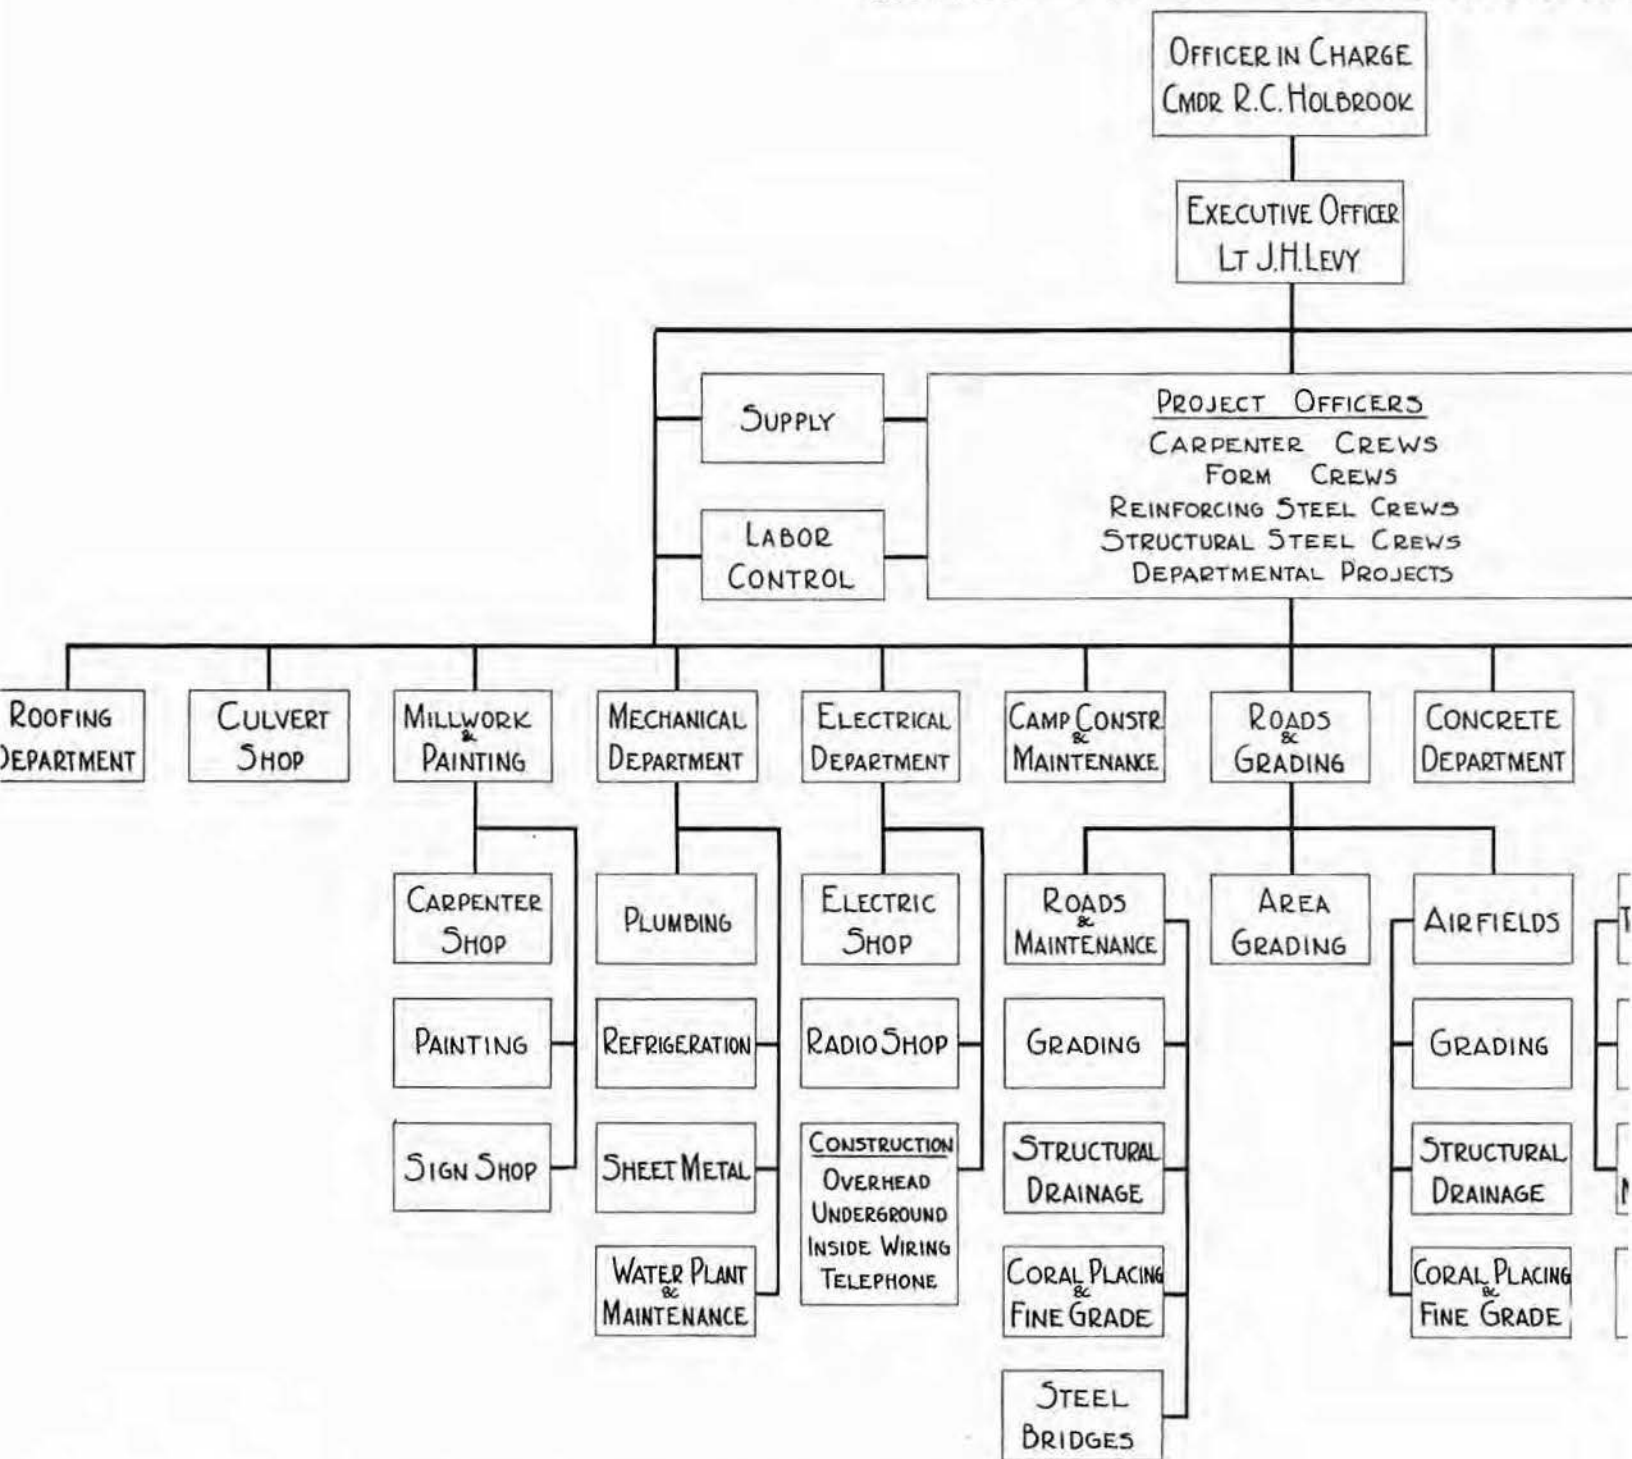 OFFICER IN CHARGE
CMDR R.C. HOLBROOK
EXECUTIVE OFFICER
LT J.H. LEVY
SUPPLY
LABOR
CONTROL
PROJECT OFFICERS
CARPENTER CREWS
FORM CREWS
REINFORCING STEEL CREWS
STRUCTURAL STEEL CREWS
DEPARTMENTAL PROJECTS
ROOFING
DEPARTMENT
CULVERT
SHOP
MILLWORK
&
PAINTING
MECHANICAL
DEPARTMENT
ELECTRICAL
DEPARTMENT
CAMP CONSTR.
&
MAINTENANCE
ROADS
&
GRADING
CONCRETE
DEPARTMENT
CARPENTER
SHOP
PAINTING
SIGN SHOP
PLUMBING
REFRIGERATION
SHEET METAL
WATER PLANT
&
MAINTENANCE
ELECTRIC
SHOP
RADIO SHOP
CONSTRUCTION
OVERHEAD
UNDERGROUND
INSIDE WIRING
TELEPHONE
ROADS
&
MAINTENANCE
GRADING
STRUCTURAL
DRAINAGE
CORAL PLACING
&
FINE GRADE
STEEL
BRIDGES
AREA
GRADING
AIRFIELDS
GRADING
STRUCTURAL
DRAINAGE
CORAL PLACING
&
FINE GRADE